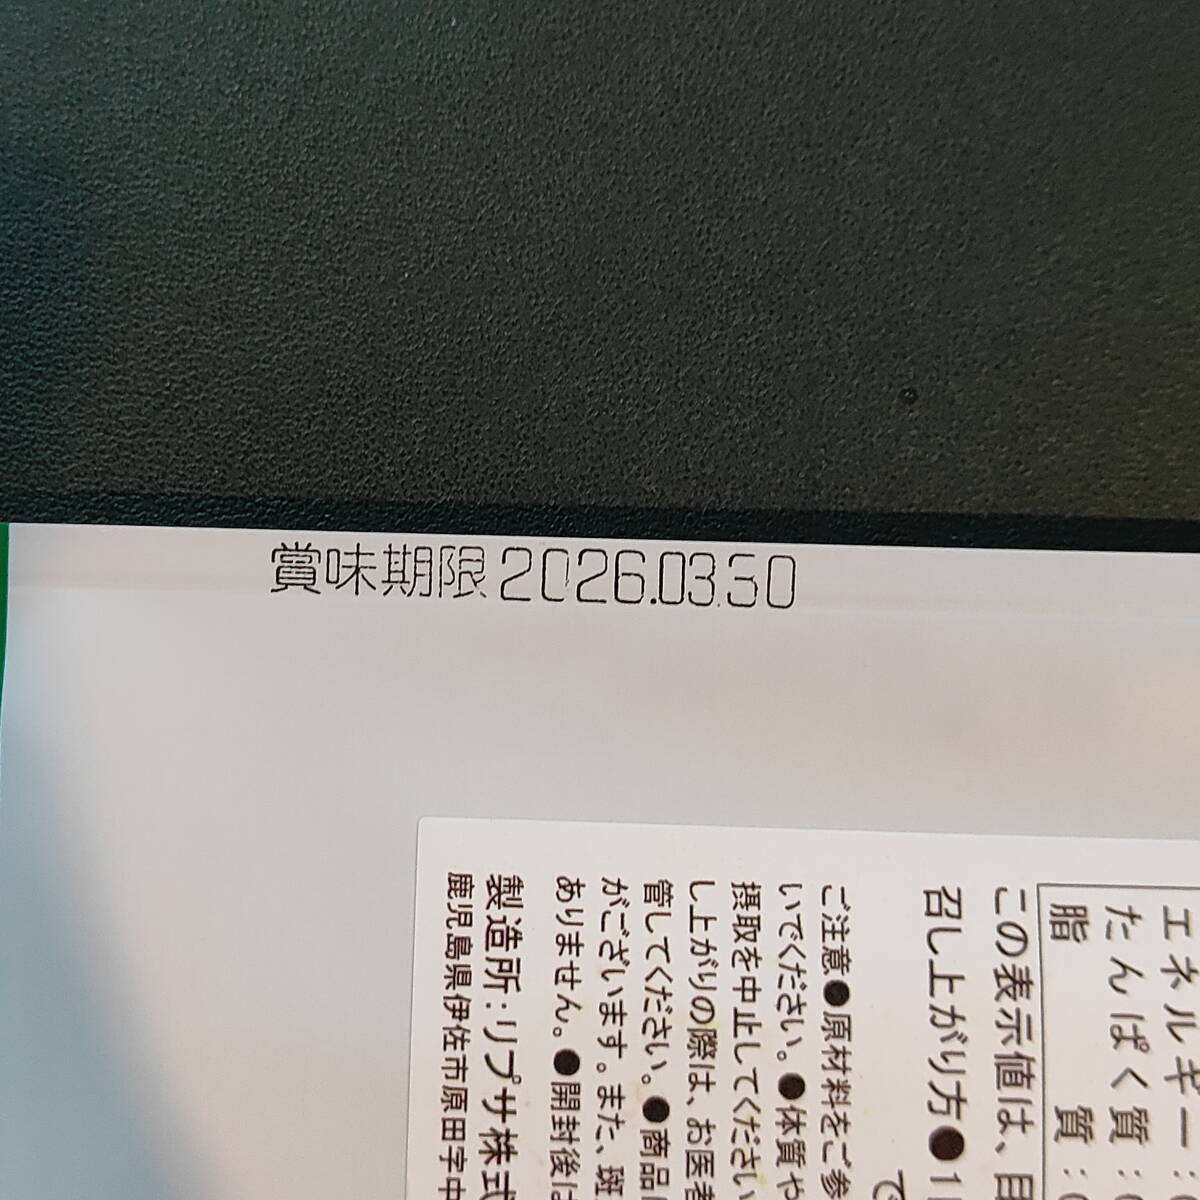 賞味期限 2026.03.30
エネルギー:
たんぱく質:
脂質:
この表示値は、目
召し上がり方●1
で
ご注意●原材料をご参
いでください。●体質や
摂取を中止してください
し上がりの際は、お医者
管してください。●商品
がございます。また、斑
ありません。●開封後は
製造所:リプサ株式
鹿児島県伊佐市原田字中